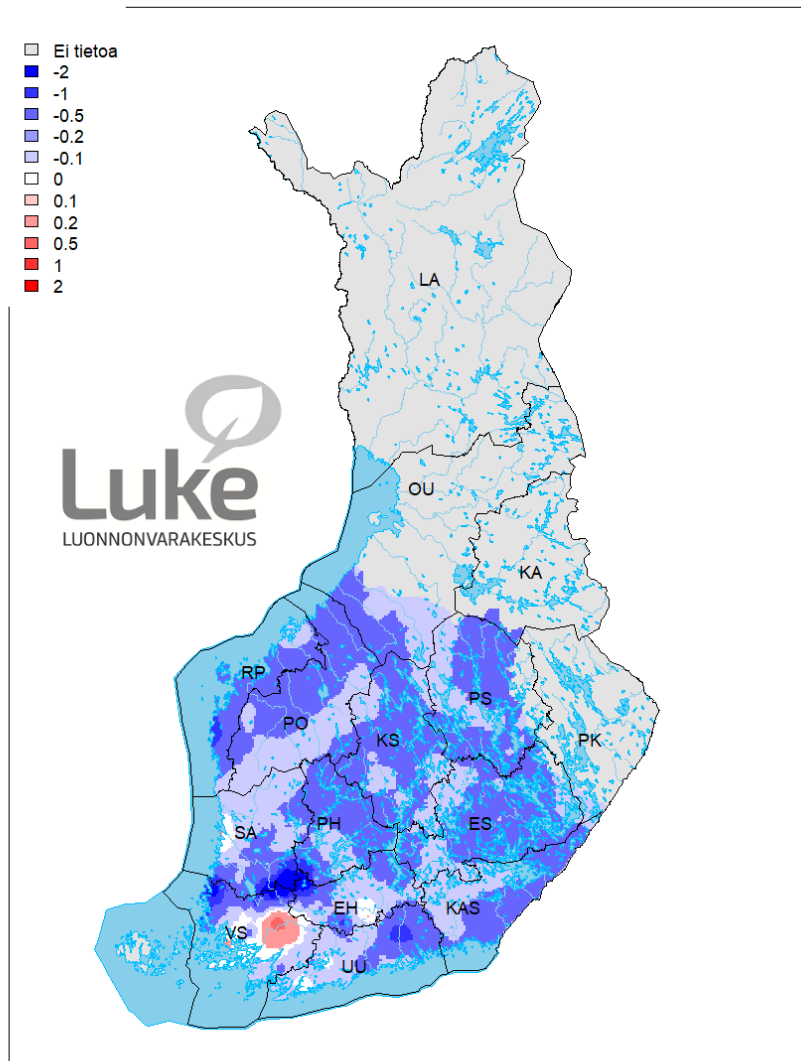 Ei tietoa
-2
-1
-0.5
-0.2
-0.1
0
0.1
0.2
0.5
1
2
LA
Luke
LUONNONVARAKESKUS
OU
KA
RP
PS
PO
KS
PK
SA
PH
ES
EH
KAS
VS
UU